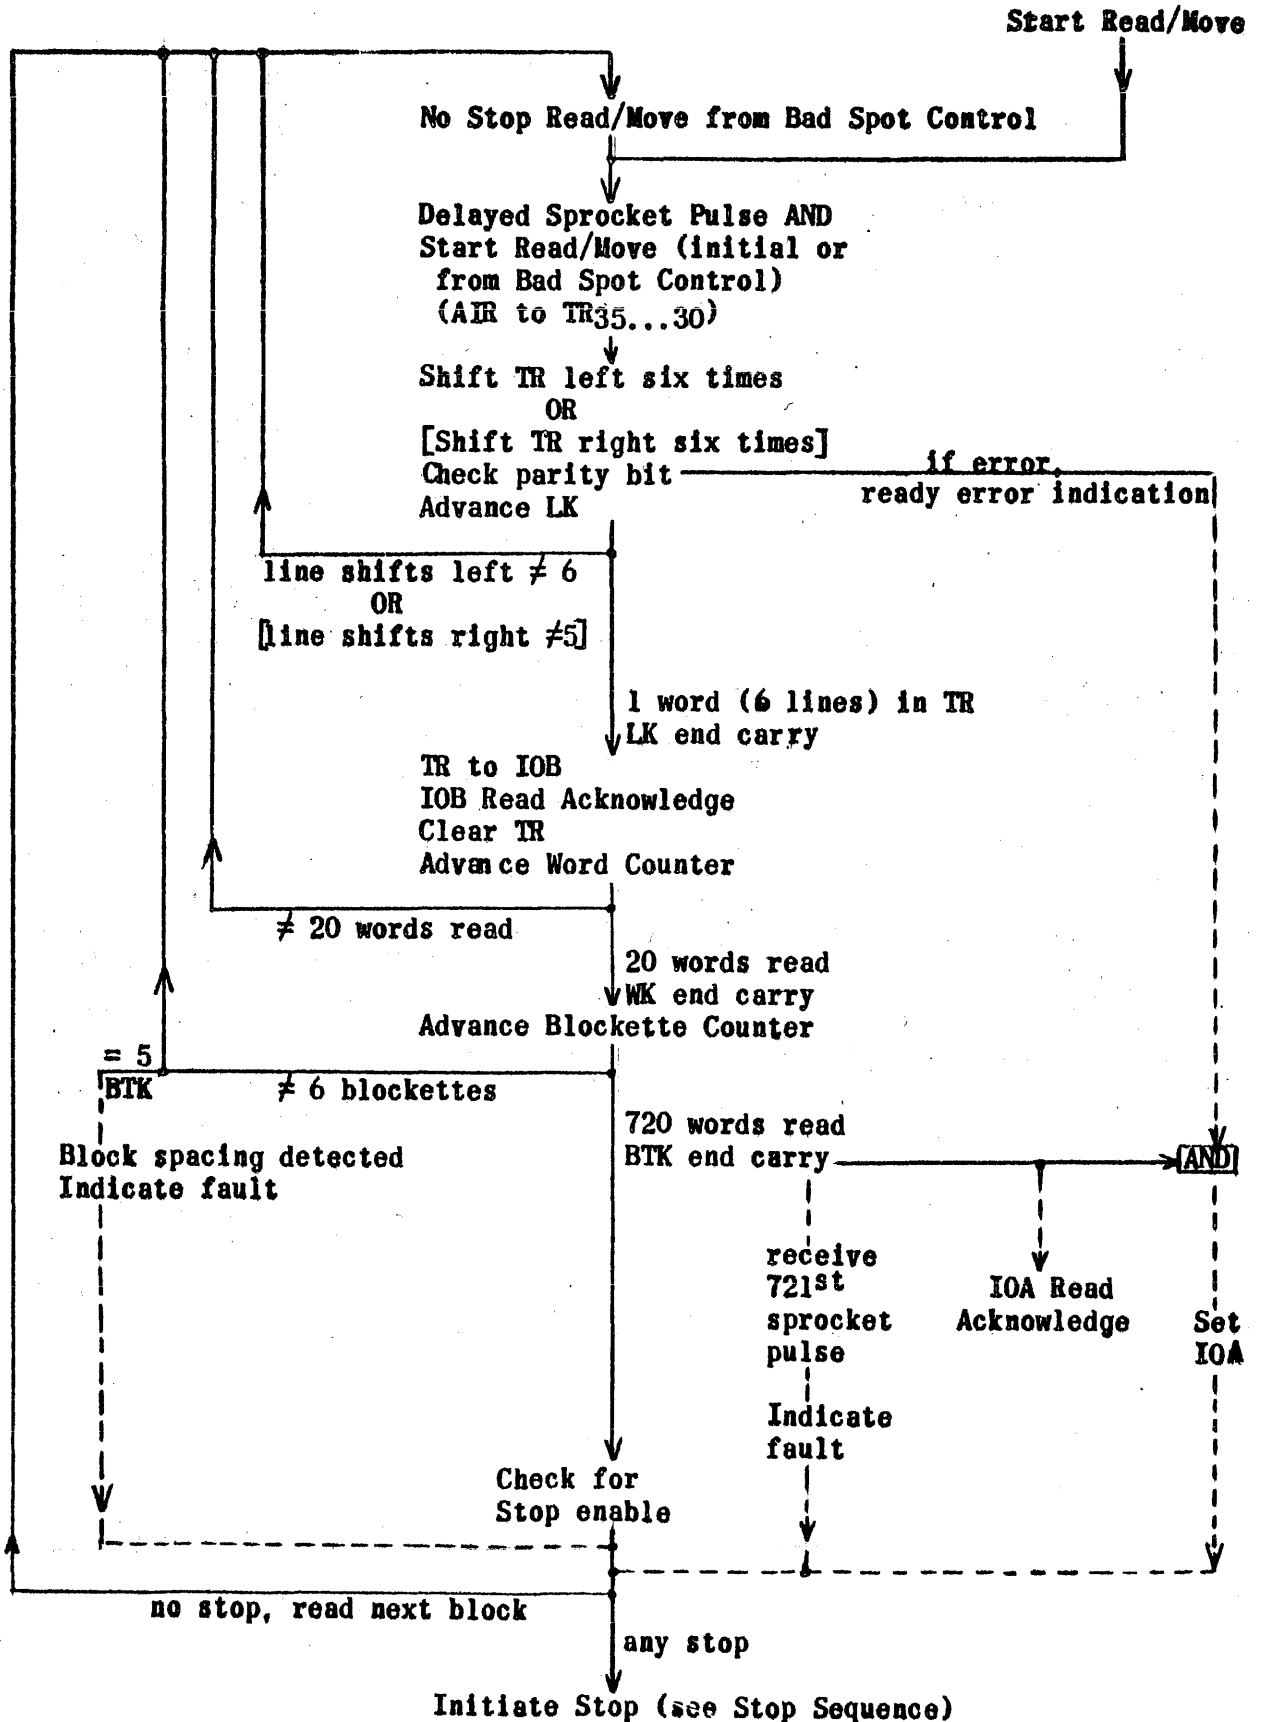 Start Read/Move
No Stop Read/Move from Bad Spot Control
Delayed Sprocket Pulse AND
Start Read/Move (initial or
from Bad Spot Control)
(AIR to TR35...30)
Shift TR left six times
OR
[Shift TR right six times]
Check parity bit
if error,
ready error indication
Advance LK
line shifts left ≠ 6
OR
[line shifts right ≠5]
1 word (6 lines) in TR
LK end carry
TR to IOB
IOB Read Acknowledge
Clear TR
Advance Word Counter
≠ 20 words read
20 words read
WK end carry
Advance Blockette Counter
= 5
BTK
≠ 6 blockettes
720 words read
BTK end carry
[AND]
Block spacing detected
Indicate fault
receive
721st
sprocket
pulse
IOA Read
Acknowledge
Set
IOA
Indicate
fault
Check for
Stop enable
no stop, read next block
any stop
Initiate Stop (see Stop Sequence)